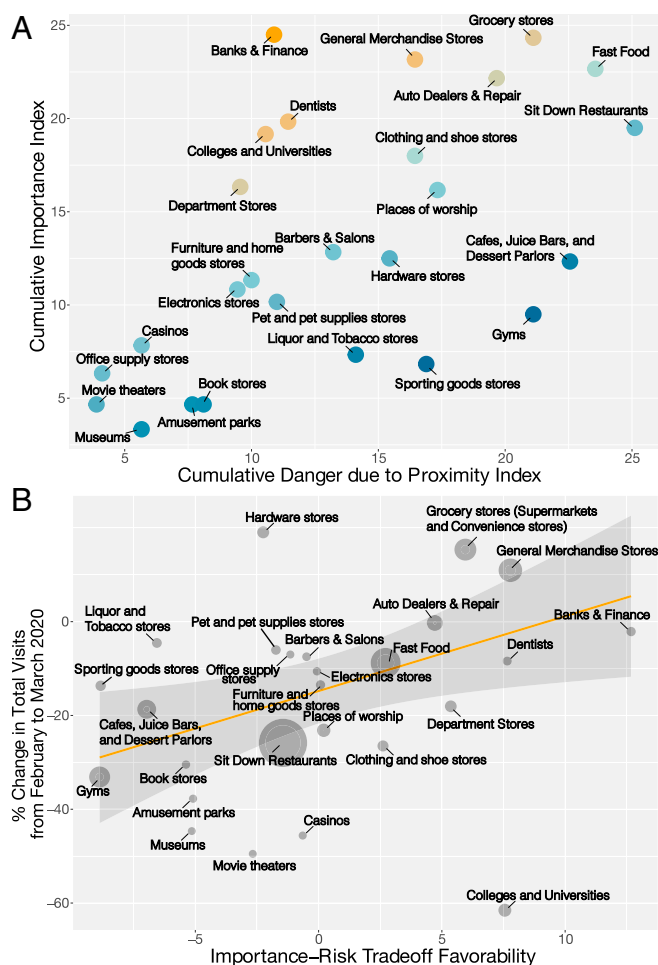 A
Cumulative Importance Index
25
20
15
10
5
Banks & Finance
General Merchandise Stores
Grocery stores
Fast Food
Auto Dealers & Repair
Dentists
Sit Down Restaurants
Colleges and Universities
Clothing and shoe stores
Department Stores
Places of worship
Barbers & Salons
Furniture and home
goods stores
Cafes, Juice Bars, and
Dessert Parlors
Hardware stores
Electronics stores
Pet and pet supplies stores
Casinos
Liquor and Tobacco stores
Gyms
Office supply stores
Movie theaters
Book stores
Sporting goods stores
Amusement parks
Museums
5
10
15
20
25
Cumulative Danger due to Proximity Index
B
% Change in Total Visits
from February to March 2020
0
−20
−40
−60
Hardware stores
Grocery stores (Supermarkets
and Convenience stores)
General Merchandise Stores
Liquor and
Tobacco stores
Auto Dealers & Repair
Banks & Finance
Pet and pet supplies stores
Barbers & Salons
Fast Food
Dentists
Sporting goods stores
Office supply
stores
Electronics stores
Furniture and
home goods stores
Cafes, Juice Bars,
and Dessert Parlors
Places of worship
Department Stores
Sit Down Restaurants
Clothing and shoe stores
Gyms
Book stores
Amusement parks
Museums
Casinos
Movie theaters
Colleges and Universities
−5
0
5
10
Importance−Risk Tradeoff Favorability